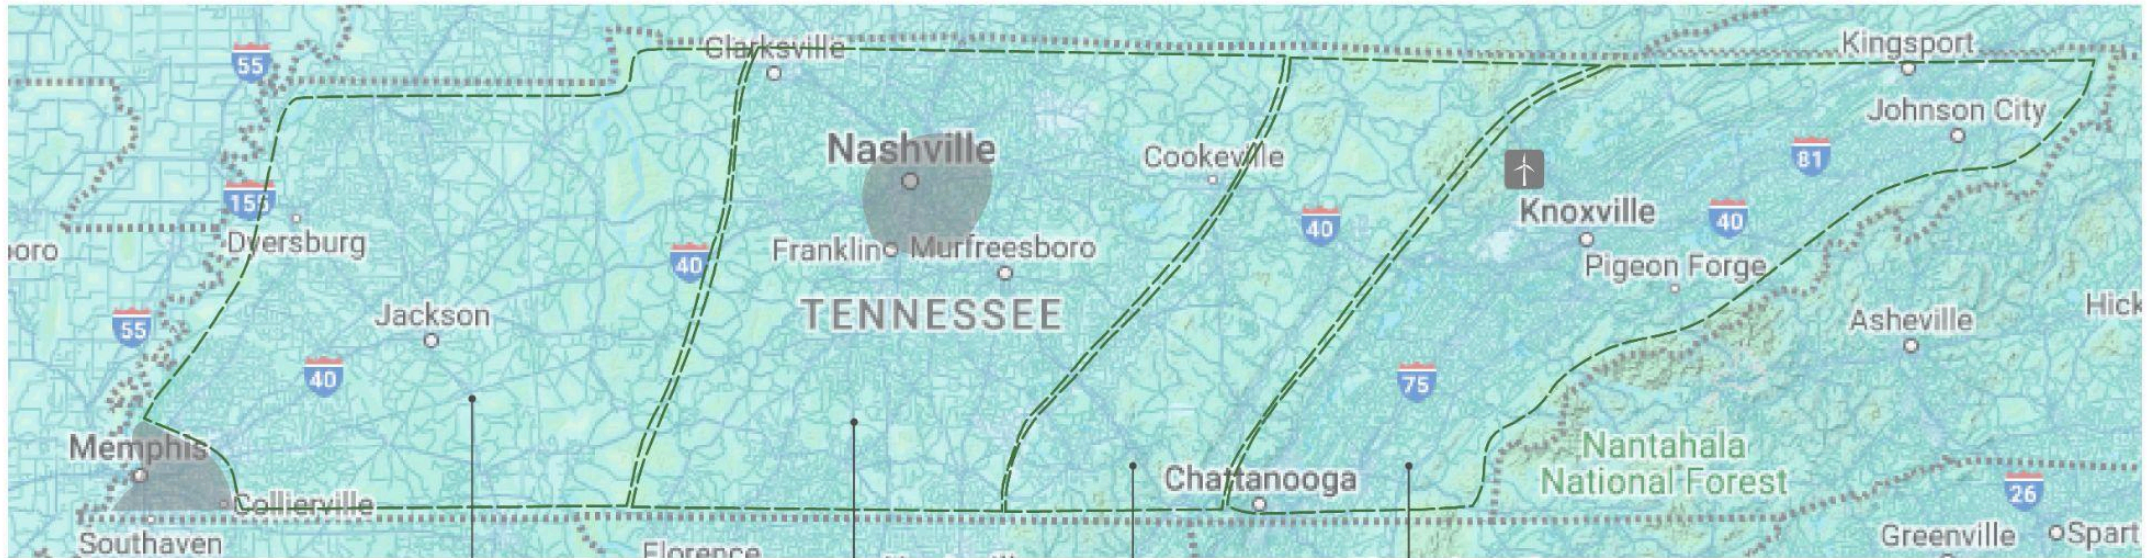 Clarksville
Kingsport
55
Johnson City
Nashville
Cookeville
81
155
Knoxville
40
40
Dyersburg
Franklin
Murfreesboro
40
Pigeon Forge
oro
TENNESSEE
Hick
Jackson
55
Asheville
40
75
Memphis
Nantahala
National Forest
Chattanooga
26
Collierville
Southaven
Florence
Greenville
Spart